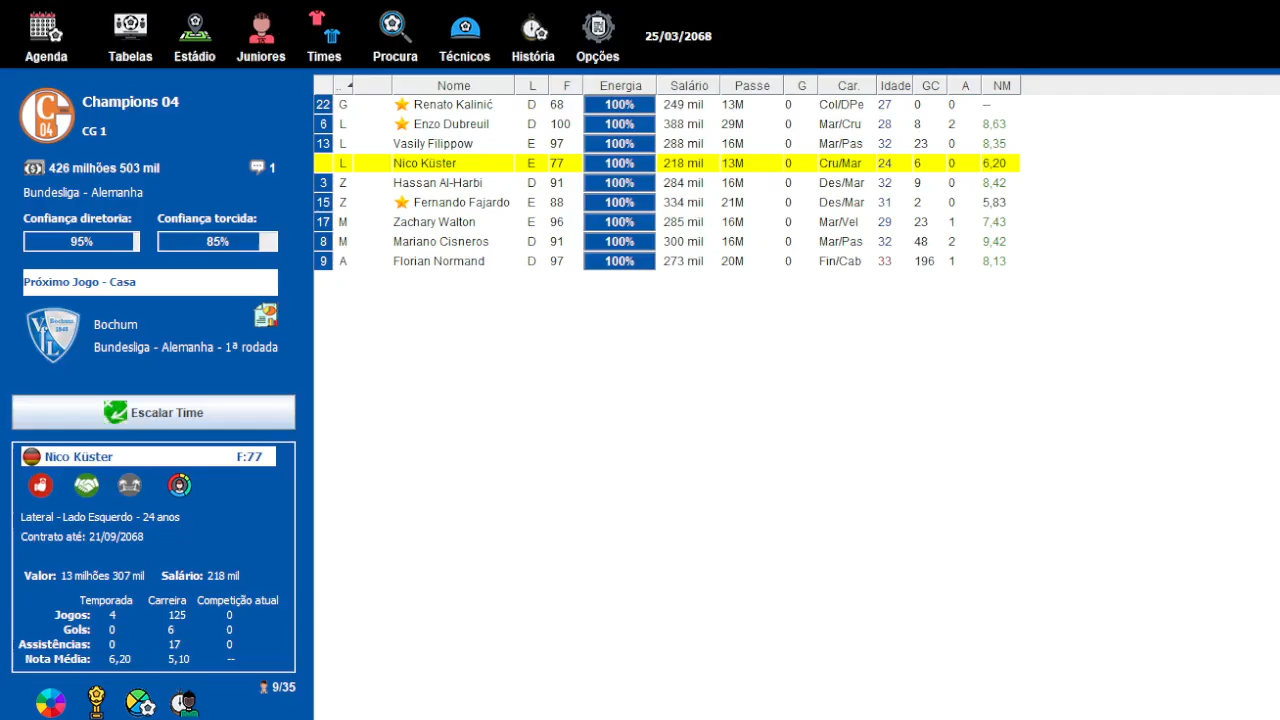 Agenda Tabelas Estádio Juniores Times Procura Técnicos História Opções 25/03/2068
Champions 04
CG 1
426 milhões 503 mil 1
Bundesliga - Alemanha
Confiança diretoria: Confiança torcida:
95% 85%
Próximo Jogo - Casa
Bochum
Bundesliga - Alemanha - 1ª rodada
Escalar Time
Nico Küster F:77
Lateral - Lado Esquerdo - 24 anos
Contrato até: 21/09/2068
Valor: 13 milhões 307 mil Salário: 218 mil
Temporada Carreira Competição atual
Jogos: 4 125 0
Gols: 0 6 0
Assistências: 0 17 0
Nota Média: 6,20 5,10 --
9/35
.. Nome L F Energia Salário Passe G Car. Idade GC A NM
22 G Renato Kalinić D 68 100% 249 mil 13M 0 Col/DPe 27 0 0 --
6 L Enzo Dubreuil D 100 100% 388 mil 29M 0 Mar/Cru 28 8 2 8,63
13 L Vasily Filippow E 97 100% 288 mil 16M 0 Mar/Pas 32 23 0 8,35
L Nico Küster E 77 100% 218 mil 13M 0 Cru/Mar 24 6 0 6,20
3 Z Hassan Al-Harbi D 91 100% 284 mil 16M 0 Des/Mar 32 9 0 8,42
15 Z Fernando Fajardo E 88 100% 334 mil 21M 0 Des/Mar 31 2 0 5,83
17 M Zachary Walton E 96 100% 285 mil 16M 0 Mar/Vel 29 23 1 7,43
8 M Mariano Cisneros D 91 100% 300 mil 16M 0 Mar/Pas 32 48 2 9,42
9 A Florian Normand D 97 100% 273 mil 20M 0 Fin/Cab 33 196 1 8,13